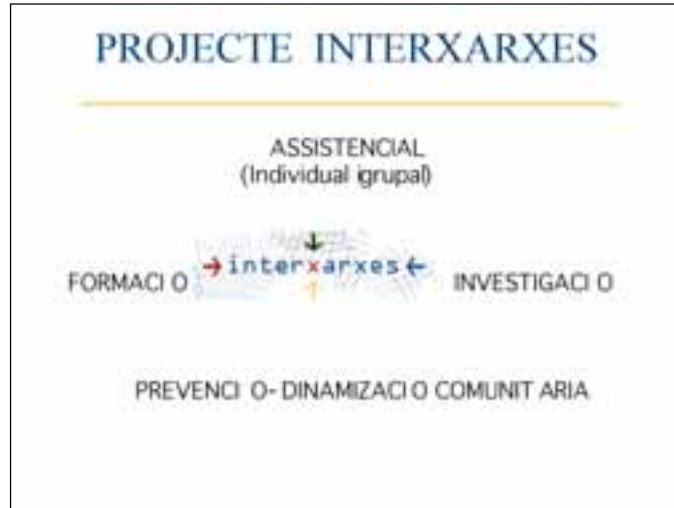 PROJECTE INTERXARXES
ASSISTENCIAL
(Individual igrupal)
→interxarxes←
FORMACI O
INVESTIGACI O
PREVENCI O-DINAMIZACI O COMUNIT ARIA